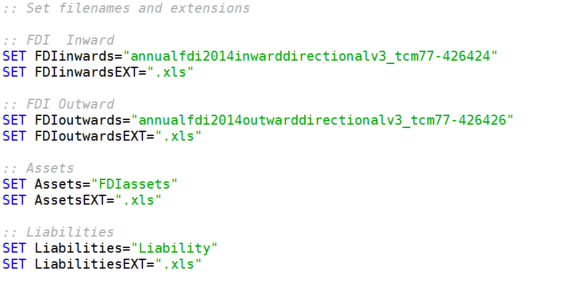 :: Set filenames and extensions
:: FDI  Inward
SET FDIinwards="annualfdi2014inwarddirectionalv3_tcm77-426424"
SET FDIinwardsEXT=".xls"
:: FDI Outward
SET FDIoutwards="annualfdi2014outwarddirectionalv3_tcm77-426426"
SET FDIoutwardsEXT=".xls"
:: Assets
SET Assets="FDIassets"
SET AssetsEXT=".xls"
:: Liabilities
SET Liabilities="Liability"
SET LiabilitiesEXT=".xls"